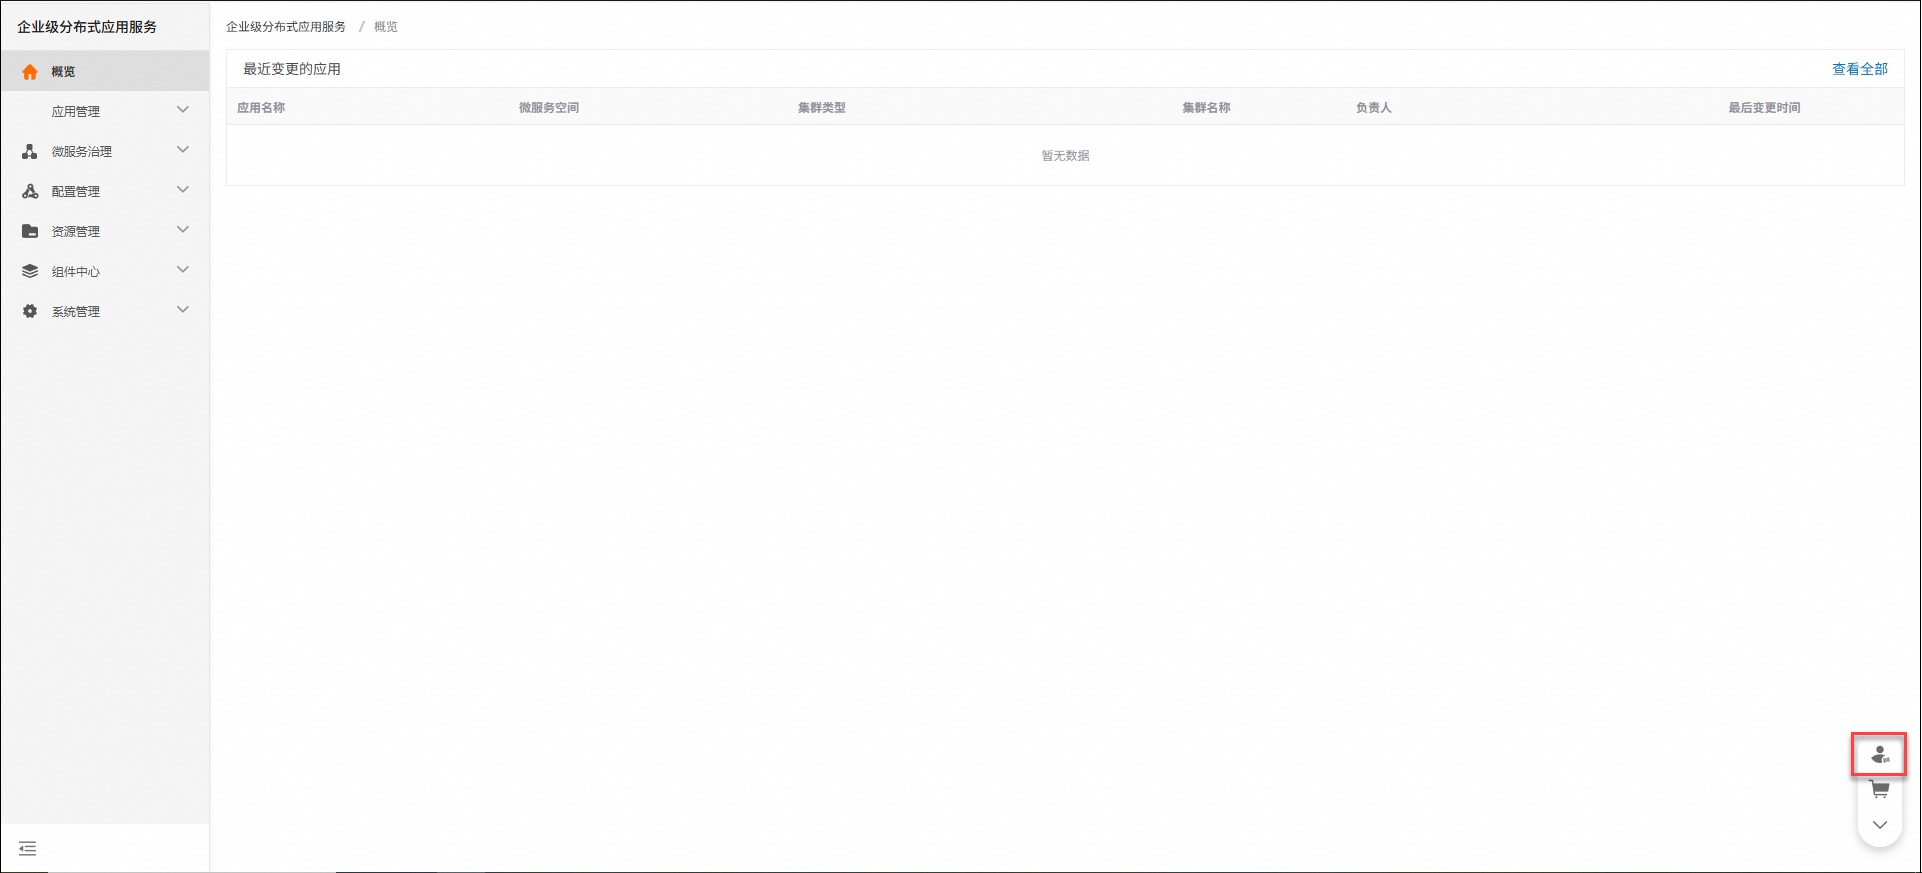 企业级分布式应用服务
企业级分布式应用服务 / 概览
概览
应用管理
微服务治理
配置管理
资源管理
组件中心
系统管理
最近变更的应用 查看全部
应用名称 微服务空间 集群类型 集群名称 负责人 最后变更时间
暂无数据